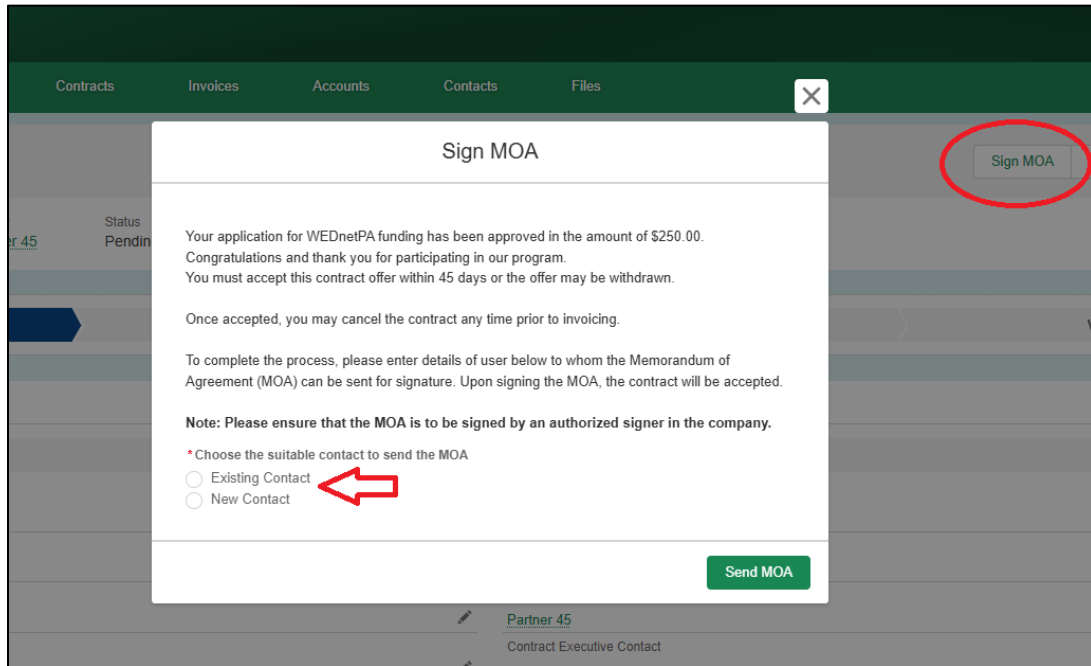 Contracts Invoices Accounts Contacts Files
Sign MOA
Sign MOA
Status
er 45 Pendin
Your application for WEDnetPA funding has been approved in the amount of $250.00.
Congratulations and thank you for participating in our program.
You must accept this contract offer within 45 days or the offer may be withdrawn.
Once accepted, you may cancel the contract any time prior to invoicing.
To complete the process, please enter details of user below to whom the Memorandum of
Agreement (MOA) can be sent for signature. Upon signing the MOA, the contract will be accepted.
Note: Please ensure that the MOA is to be signed by an authorized signer in the company.
*Choose the suitable contact to send the MOA
Existing Contact
New Contact
Send MOA
Partner 45
Contract Executive Contact